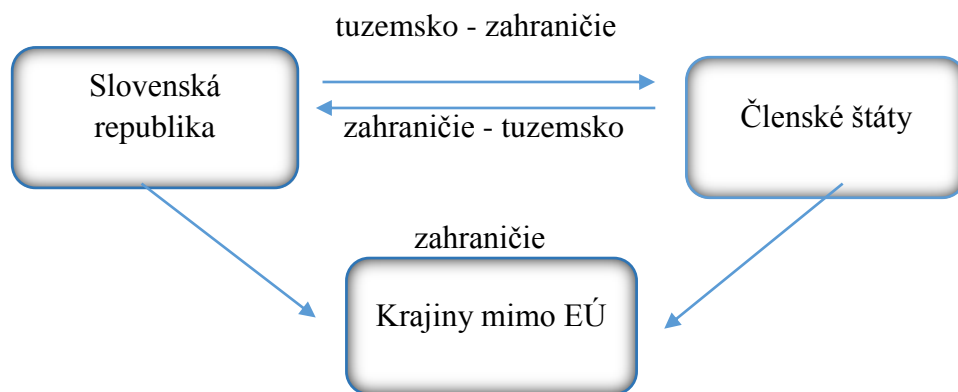 tuzemsko - zahraničie
Slovenská
republika
zahraničie - tuzemsko
Členské štáty
zahraničie
Krajiny mimo EÚ